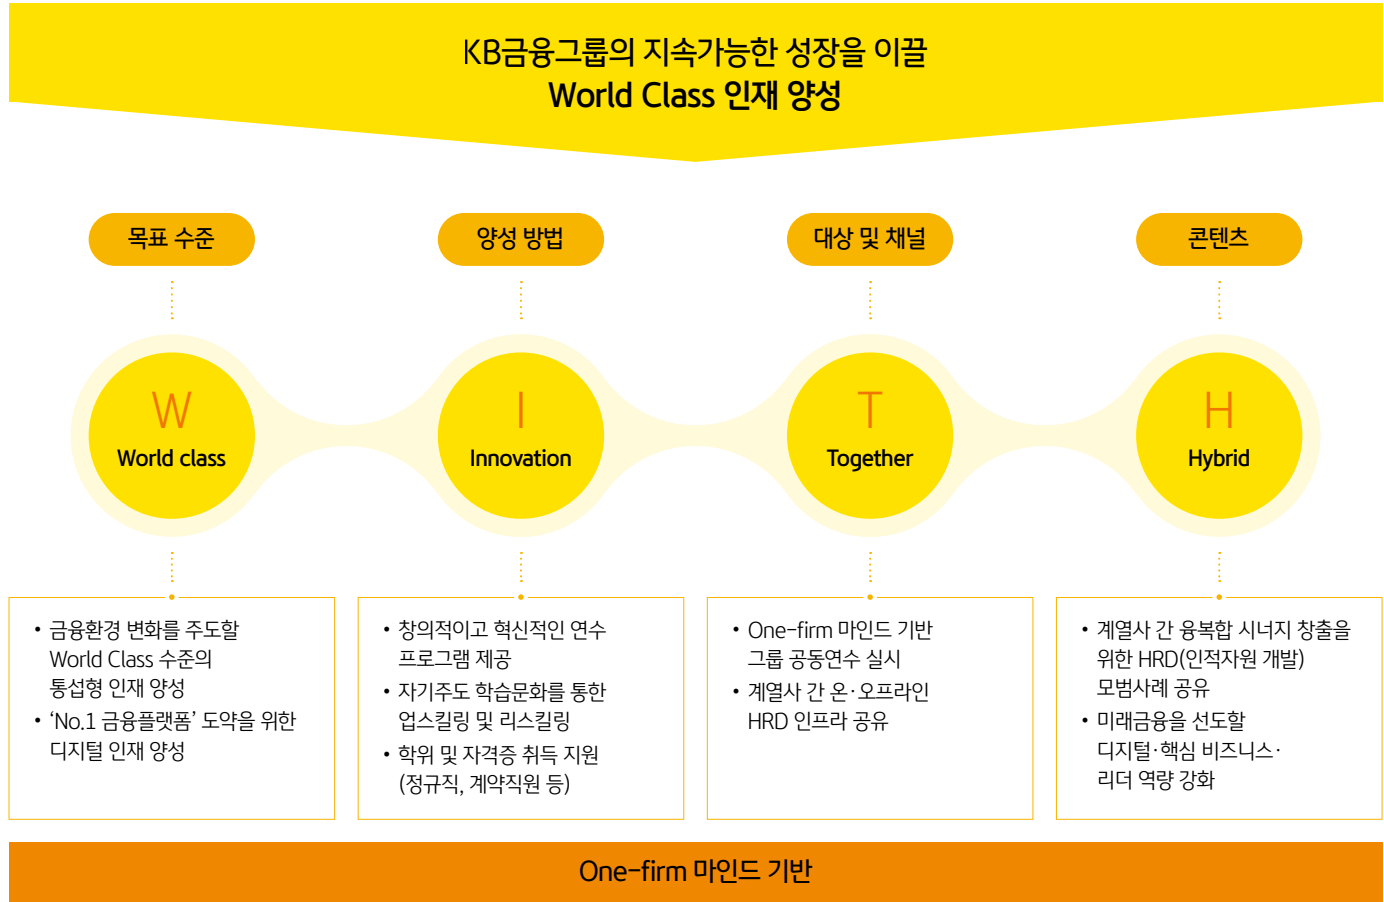 KB금융그룹의 지속가능한 성장을 이끌
World Class 인재 양성
목표 수준
양성 방법
대상 및 채널
콘텐츠
W
World class
I
Innovation
T
Together
H
Hybrid
• 금융환경 변화를 주도할
World Class 수준의
통섭형 인재 양성
• ‘No.1 금융플랫폼’ 도약을 위한
디지털 인재 양성
• 창의적이고 혁신적인 연수
프로그램 제공
• 자기주도 학습문화를 통한
업스킬링 및 리스킬링
• 학위 및 자격증 취득 지원
(정규직, 계약직원 등)
• One-firm 마인드 기반
그룹 공동연수 실시
• 계열사 간 온·오프라인
HRD 인프라 공유
• 계열사 간 융복합 시너지 창출을
위한 HRD(인적자원 개발)
모범사례 공유
• 미래금융을 선도할
디지털·핵심 비즈니스·
리더 역량 강화
One-firm 마인드 기반